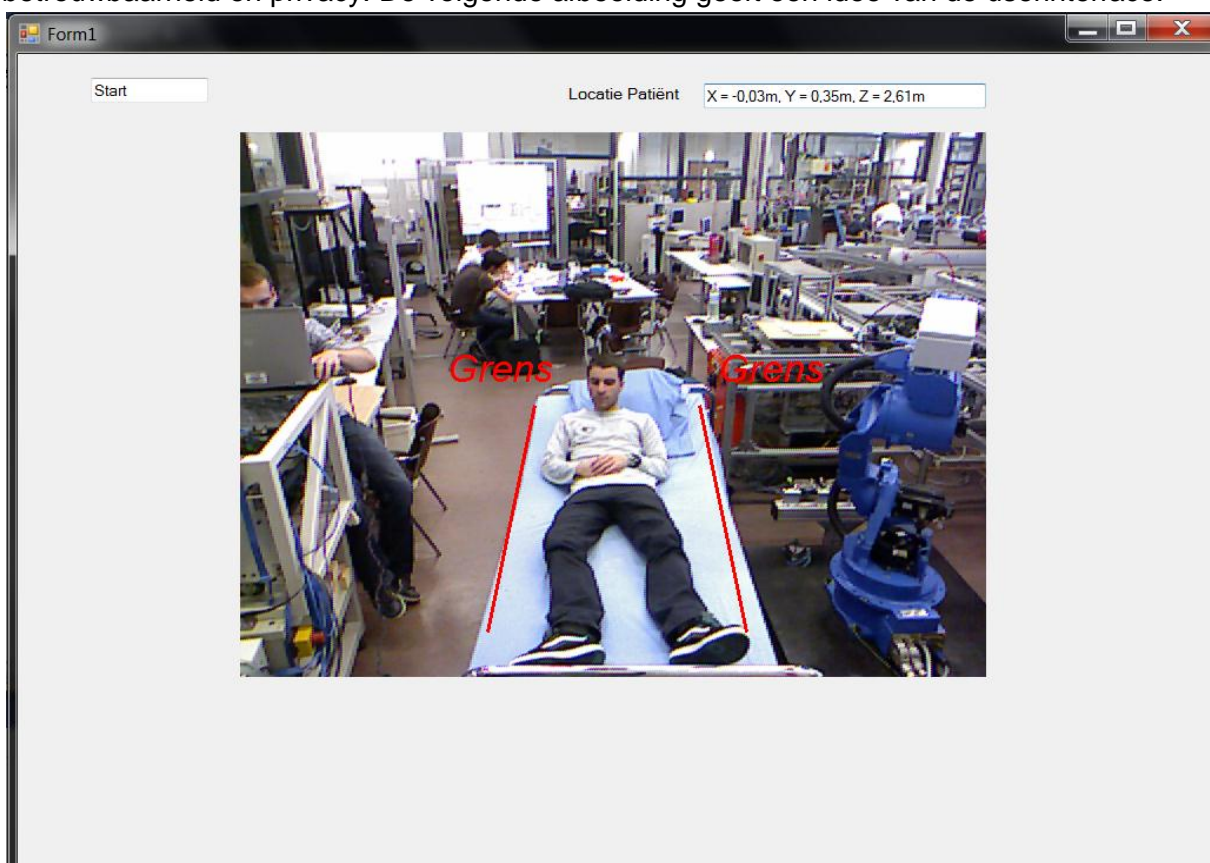 betrouwbaarheid en privacy. De volgende afbeelding geeft een idee van de userinterface.
Form1
Start
Locatie Patiënt X = -0,03m, Y = 0,35m, Z = 2,61m
Grens Grens